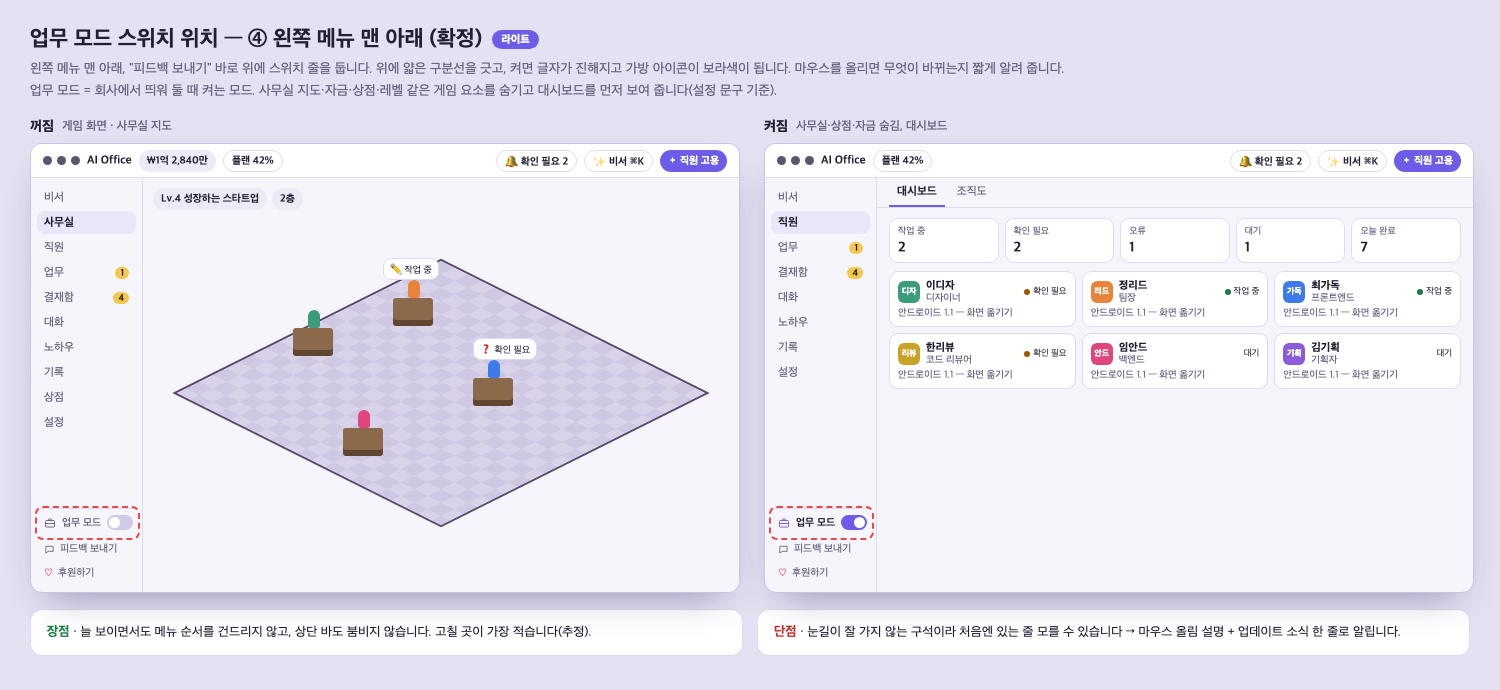 업무 모드 스위치 위치 — ④ 왼쪽 메뉴 맨 아래 (확정) 라이트
왼쪽 메뉴 맨 아래, "피드백 보내기" 바로 위에 스위치 줄을 둡니다. 위에 얇은 구분선을 긋고, 켜면 글자가 진해지고 가방 아이콘이 보라색이 됩니다. 마우스를 올리면 무엇이 바뀌는지 짧게 알려 줍니다.
업무 모드 = 회사에서 띄워 둘 때 켜는 모드. 사무실 지도·자금·상점·레벨 같은 게임 요소를 숨기고 대시보드를 먼저 보여 줍니다(설정 문구 기준).
꺼짐 게임 화면 · 사무실 지도
AI Office ₩1억 2,840만 플랜 42% 확인 필요 2 비서 ⌘K + 직원 고용
비서
사무실
직원
업무 1
결재함 4
대화
노하우
기록
상점
설정
업무 모드
피드백 보내기
♡ 후원하기
Lv.4 성장하는 스타트업 2층
작업 중
확인 필요
켜짐 사무실·상점·자금 숨김, 대시보드
AI Office 플랜 42% 확인 필요 2 비서 ⌘K + 직원 고용
비서
직원
업무 1
결재함 4
대화
노하우
기록
설정
업무 모드
피드백 보내기
♡ 후원하기
대시보드 조직도
작업 중 확인 필요 오류 대기 오늘 완료
2 2 1 1 7
디자 이디자 확인 필요
디자이너
안드로이드 1.1 — 화면 옮기기
리드 정리드 작업 중
팀장
안드로이드 1.1 — 화면 옮기기
가독 최가독 작업 중
프론트엔드
안드로이드 1.1 — 화면 옮기기
리뷰 한리뷰 확인 필요
코드 리뷰어
안드로이드 1.1 — 화면 옮기기
안드 임안드 대기
백엔드
안드로이드 1.1 — 화면 옮기기
기획 김기획 대기
기획자
안드로이드 1.1 — 화면 옮기기
장점 · 늘 보이면서도 메뉴 순서를 건드리지 않고, 상단 바도 붐비지 않습니다. 고칠 곳이 가장 적습니다(추정).
단점 · 눈길이 잘 가지 않는 구석이라 처음엔 있는 줄 모를 수 있습니다 → 마우스 올림 설명 + 업데이트 소식 한 줄로 알립니다.